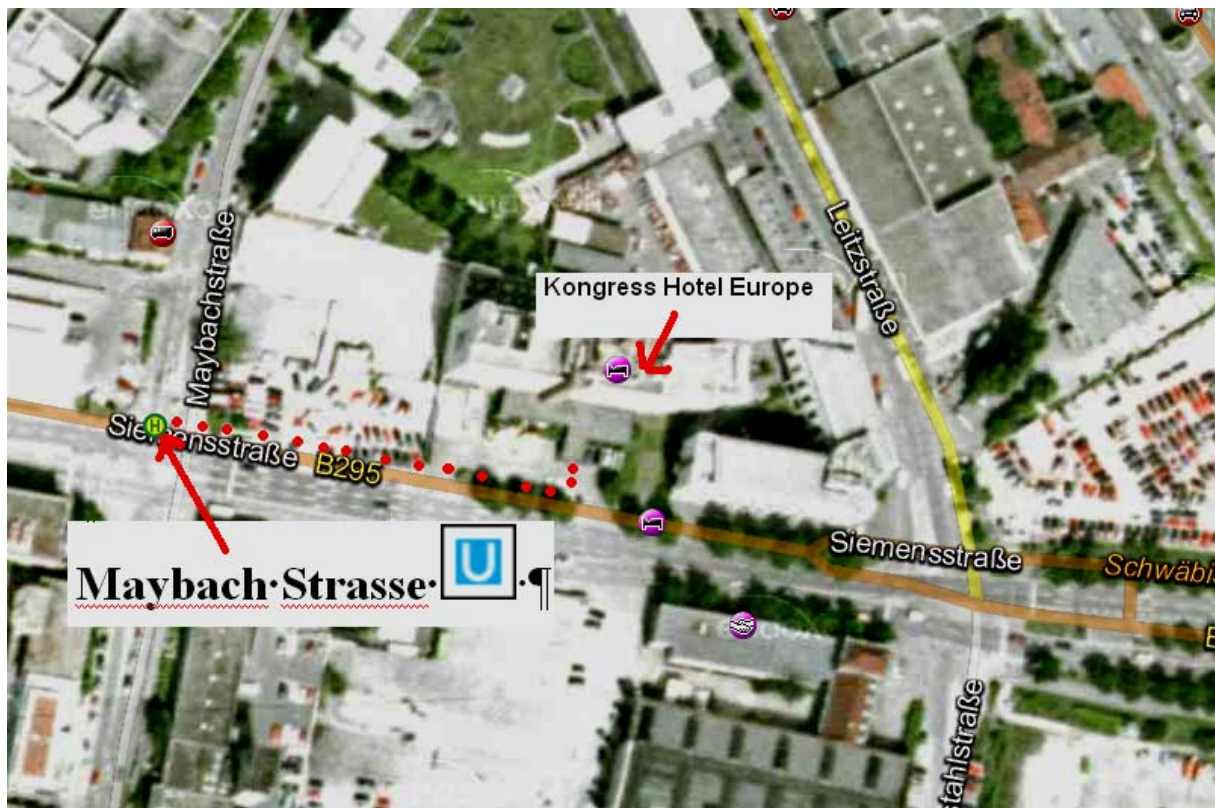 Maybachstraße
Leitzstraße
Kongress Hotel Europe
H
Siemensstraße
B295
Maybach·Strasse· U ·¶
Siemensstraße
Schwäbi
stahlstraße